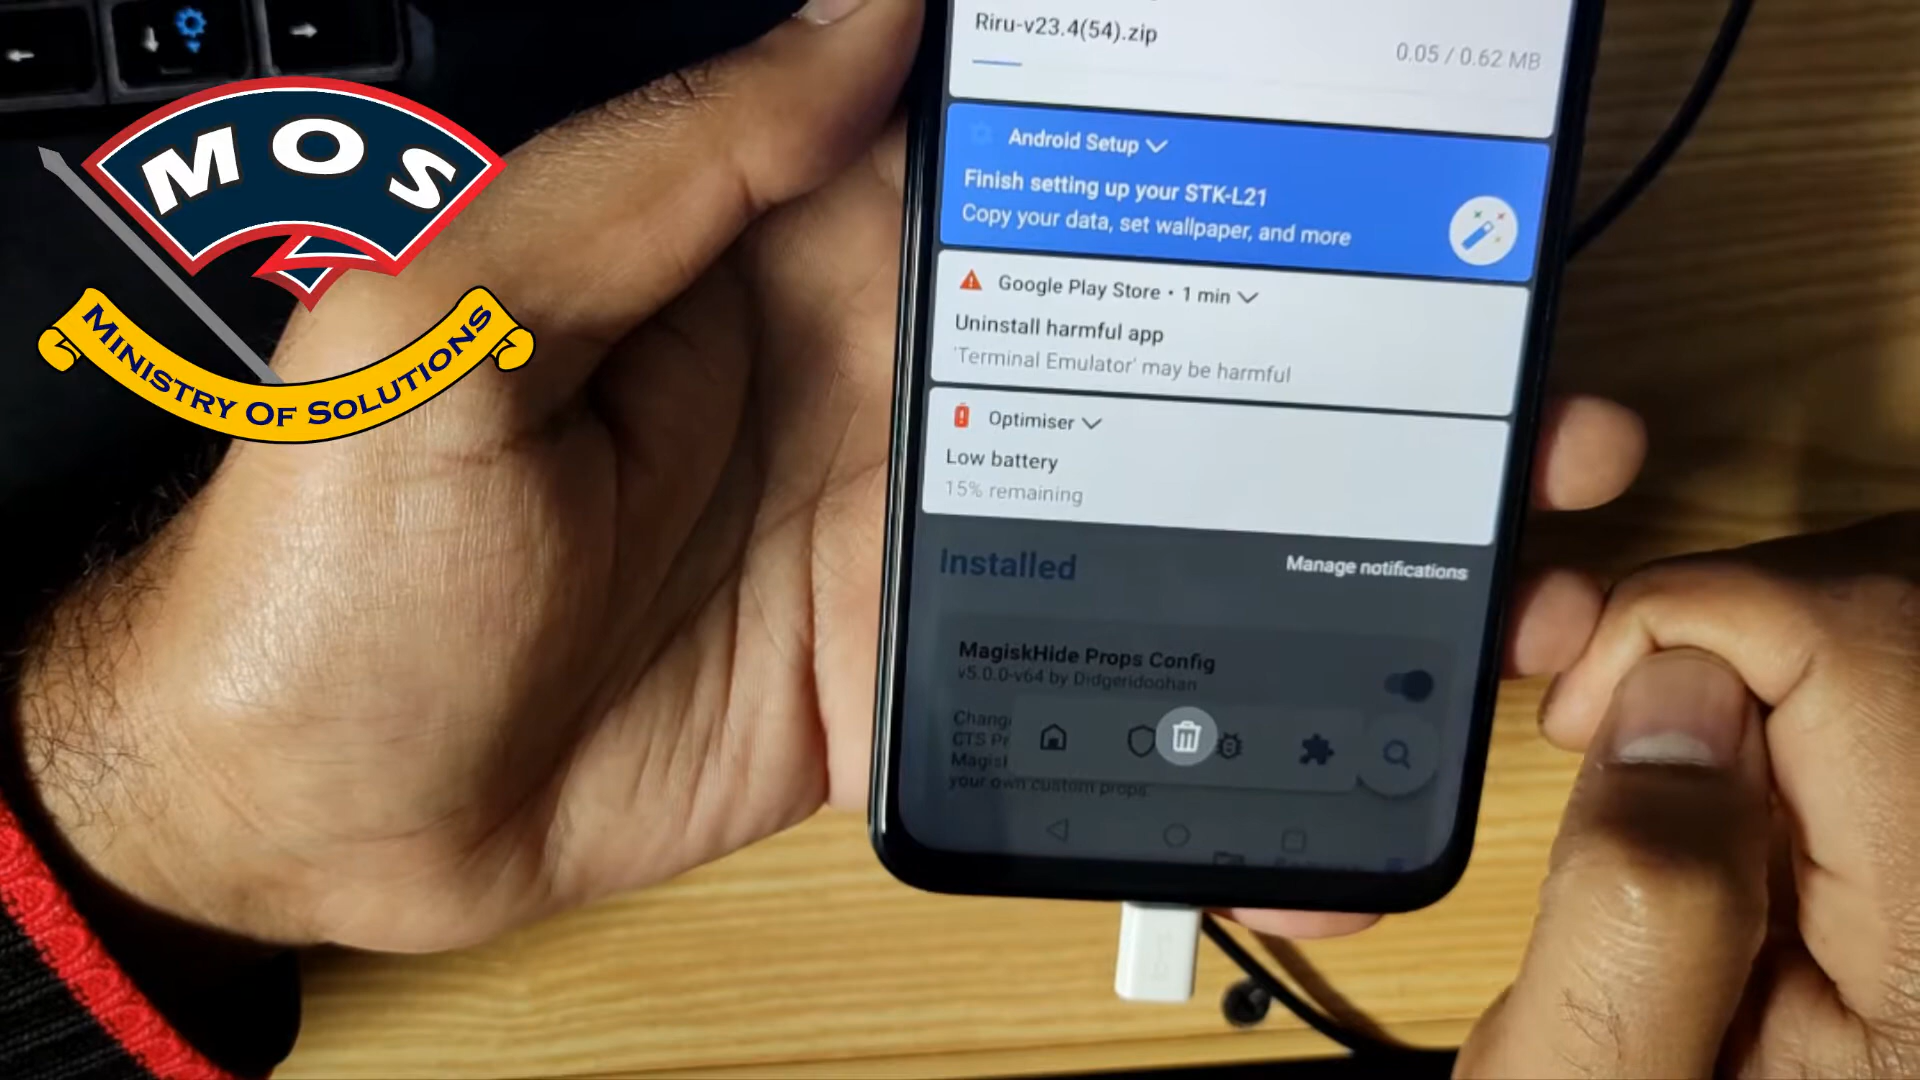 MOS
MINISTRY OF SOLUTIONS
Riru-v23.4(54).zip
0.05 / 0.62 MB
Android Setup
Finish setting up your STK-L21
Copy your data, set wallpaper, and more
Google Play Store • 1 min
Uninstall harmful app
'Terminal Emulator' may be harmful
Optimiser
Low battery
15% remaining
Installed
Manage notifications
MagiskHide Props Config
v5.0.0-v64 by Didgeridoohan
your own custom props.